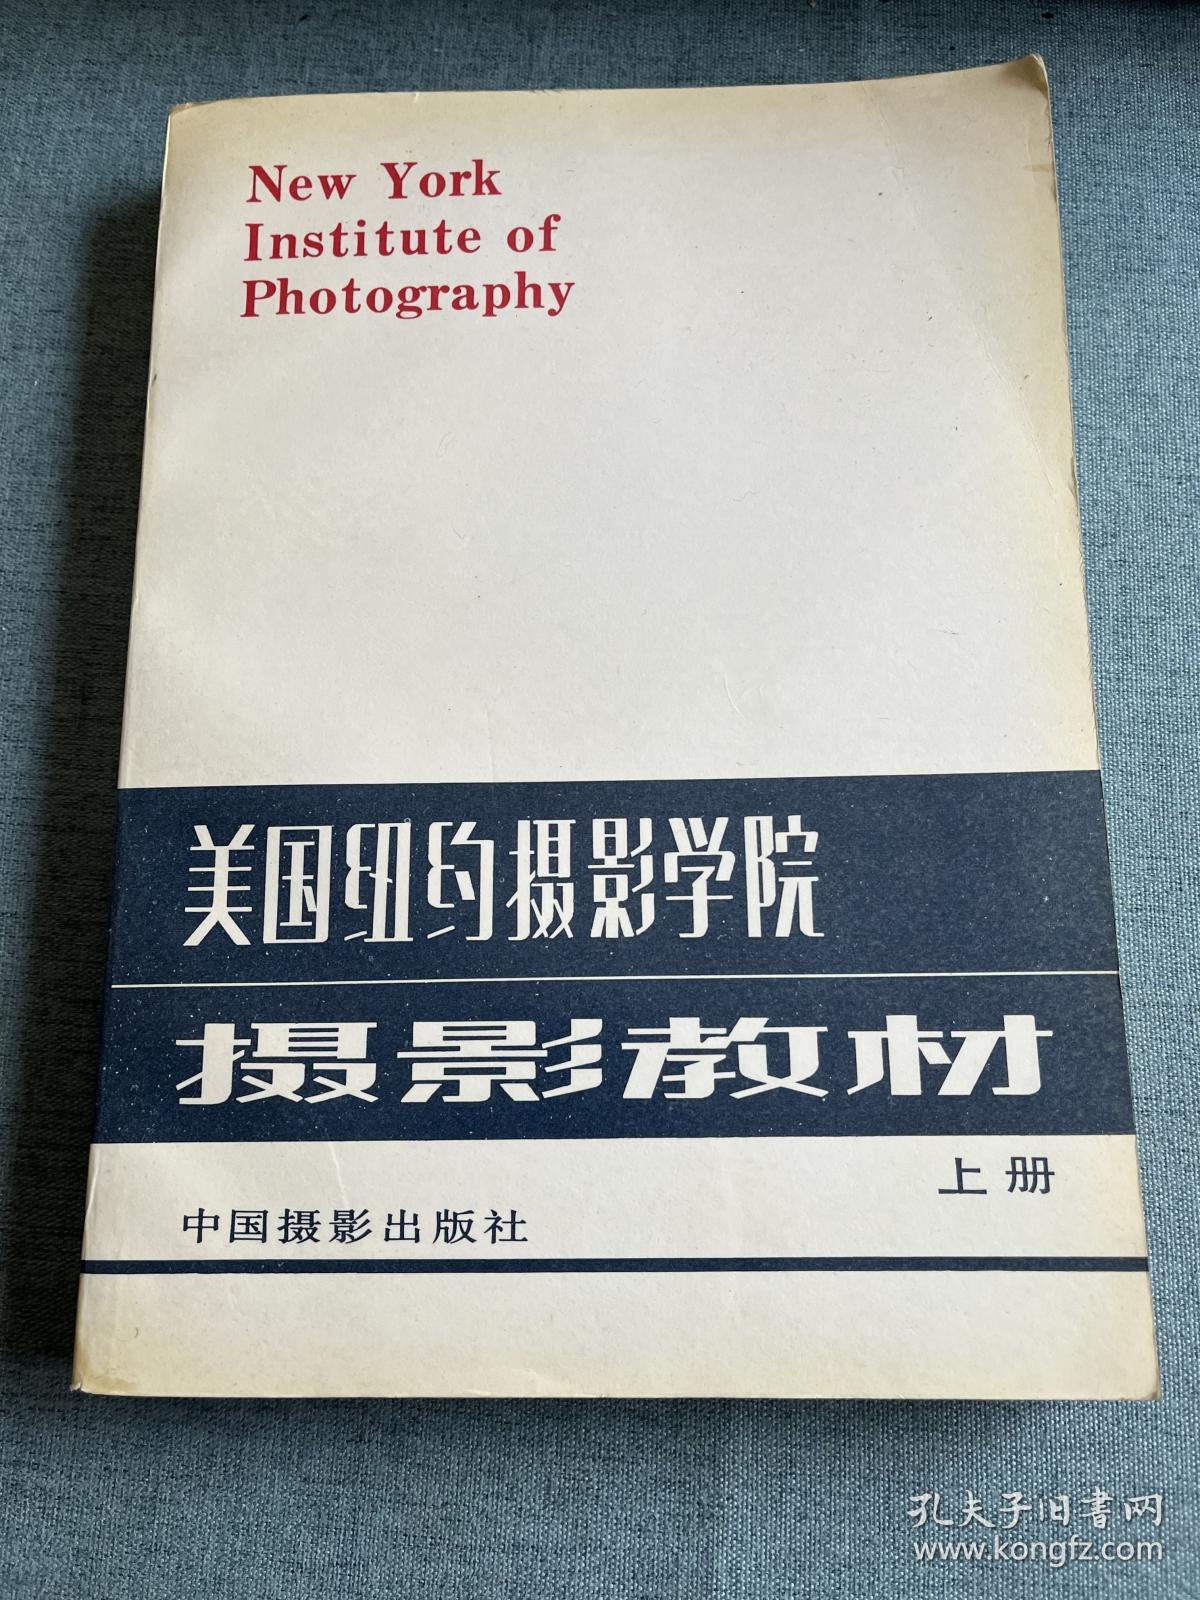 New York
Institute of
Photography
美国纽约摄影学院
摄影教材
上册
中国摄影出版社
孔夫子旧書网
www.kongfz.com